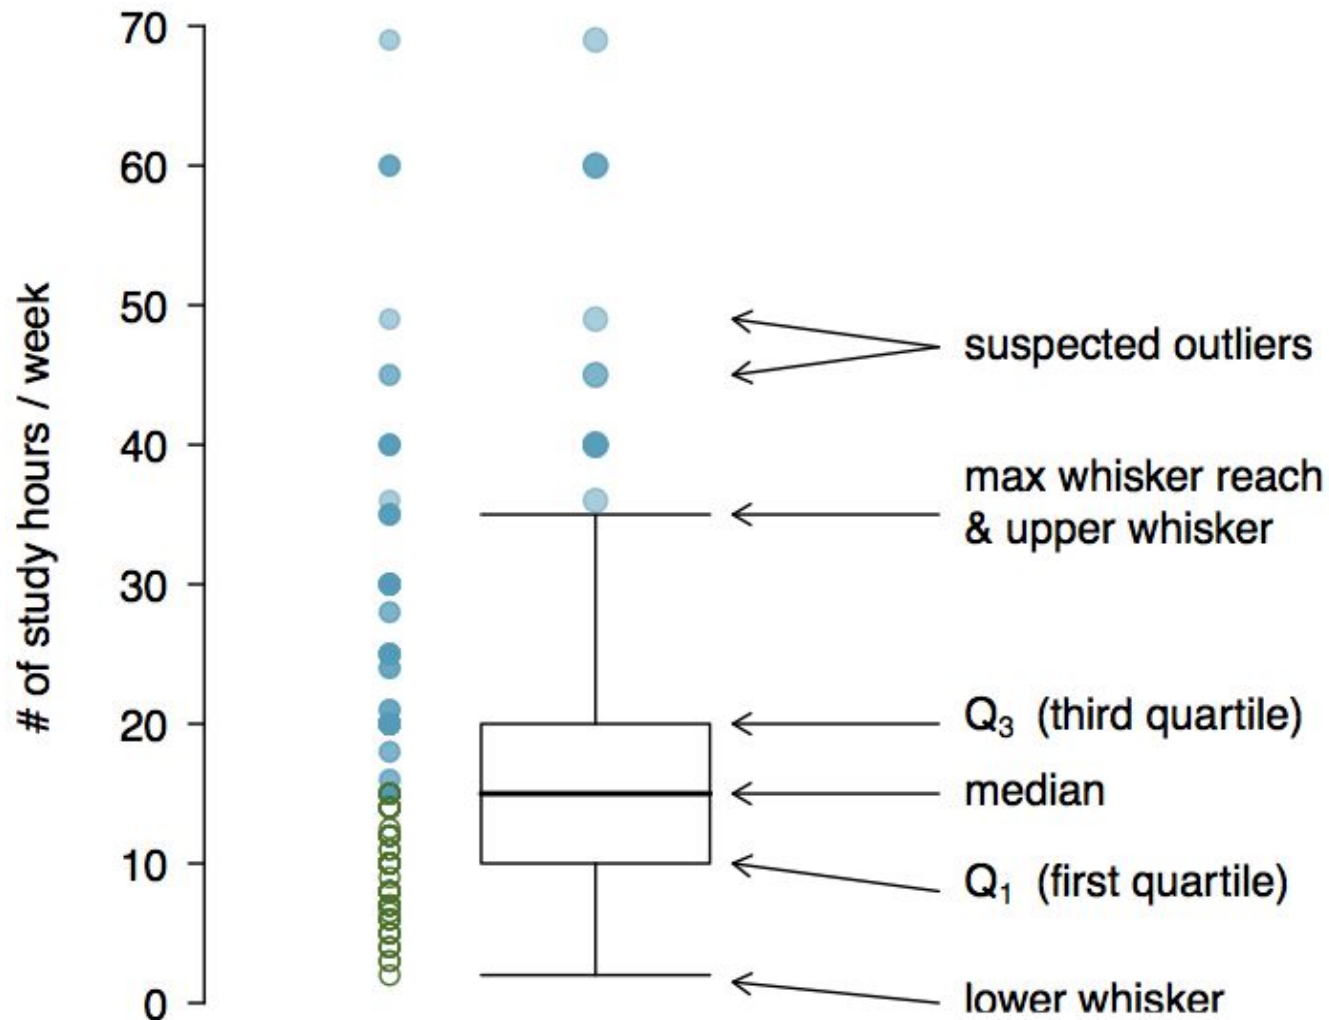 # of study hours / week
70
60
50
40
30
20
10
0
suspected outliers
max whisker reach
& upper whisker
Q₃ (third quartile)
median
Q₁ (first quartile)
lower whisker